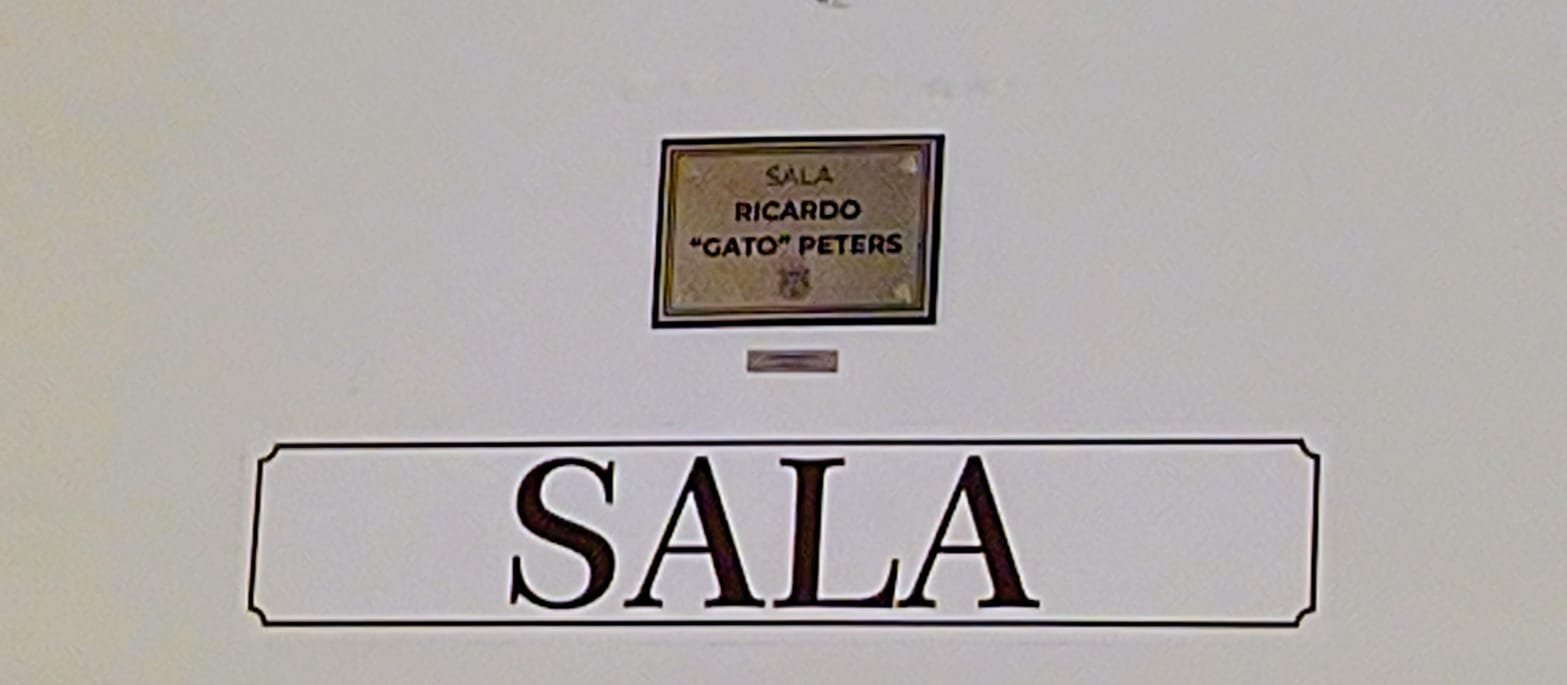 SALA
RICARDO
“GATO” PETERS
SALA